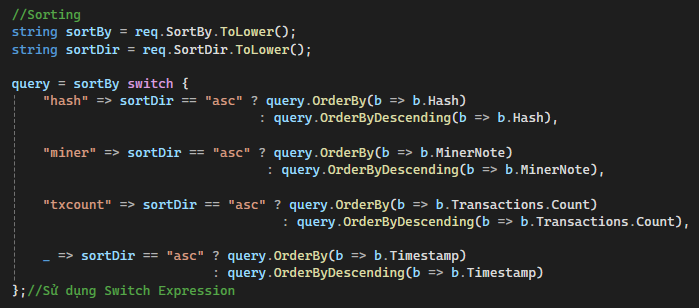 //Sorting
string sortBy = req.SortBy.ToLower();
string sortDir = req.SortDir.ToLower();
query = sortBy switch {
"hash" => sortDir == "asc" ? query.OrderBy(b => b.Hash)
: query.OrderByDescending(b => b.Hash),
"miner" => sortDir == "asc" ? query.OrderBy(b => b.MinerNote)
: query.OrderByDescending(b => b.MinerNote),
"txcount" => sortDir == "asc" ? query.OrderBy(b => b.Transactions.Count)
: query.OrderByDescending(b => b.Transactions.Count),
_ => sortDir == "asc" ? query.OrderBy(b => b.Timestamp)
: query.OrderByDescending(b => b.Timestamp)
};//Sử dụng Switch Expression